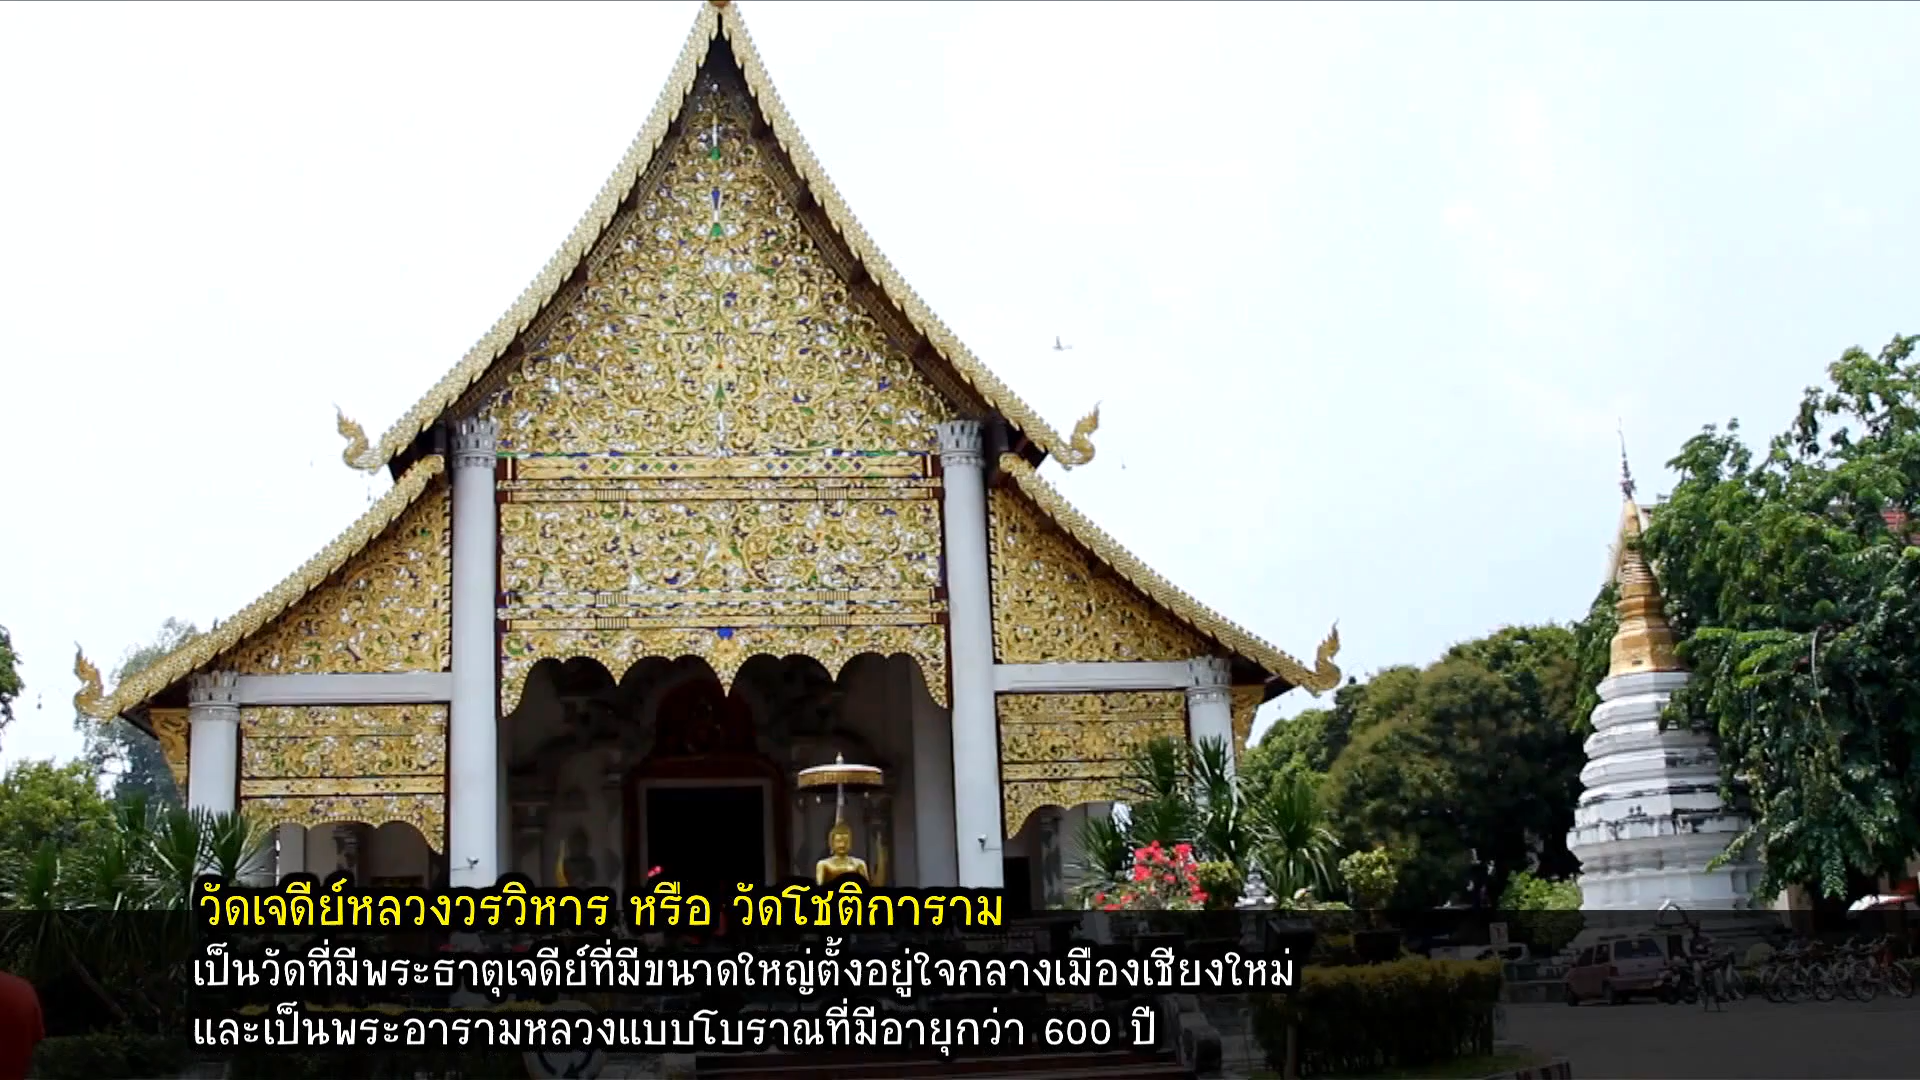 วัดเจดีย์หลวงวรวิหาร หรือ วัดโชติการาม
เป็นวัดที่มีพระธาตุเจดีย์ที่มีขนาดใหญ่ตั้งอยู่ใจกลางเมืองเชียงใหม่
และเป็นพระอารามหลวงแบบโบราณที่มีอายุกว่า 600 ปี